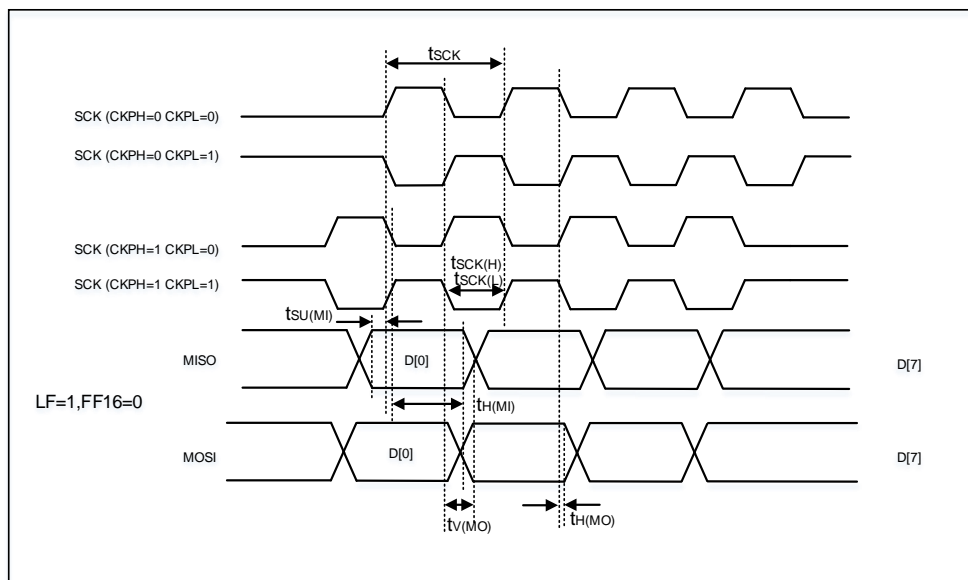 tSCK
SCK (CKPH=0 CKPL=0)
SCK (CKPH=0 CKPL=1)
SCK (CKPH=1 CKPL=0)
tSCK(H)
tSCK(L)
SCK (CKPH=1 CKPL=1)
tSU(MI)
MISO
D[0]
D[7]
LF=1,FF16=0
tH(MI)
MOSI
D[0]
D[7]
tV(MO)
tH(MO)